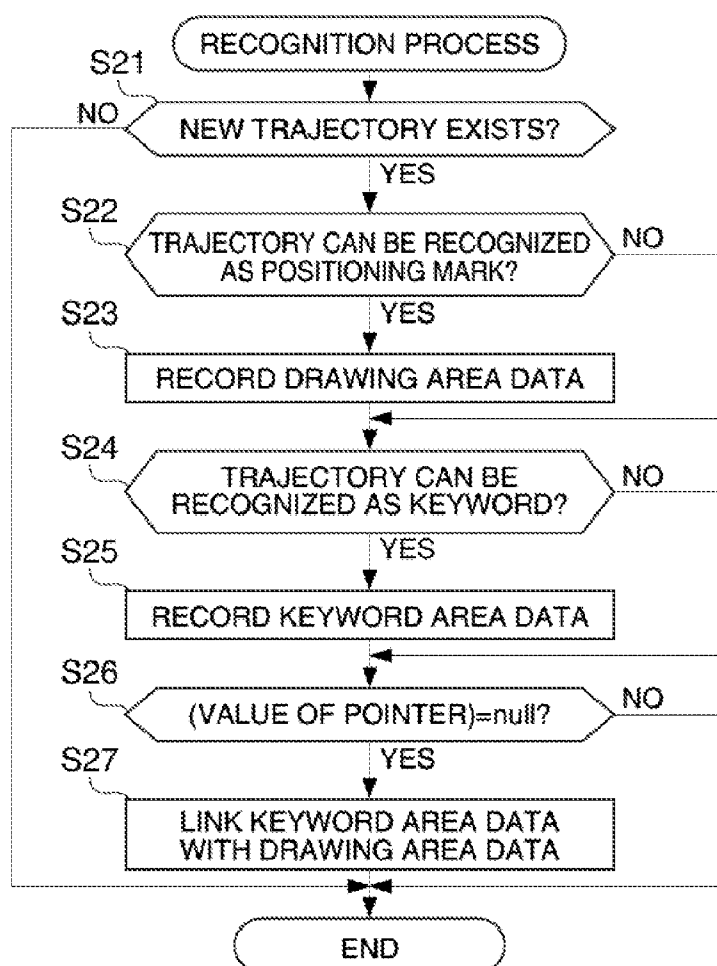 RECOGNITION PROCESS
S21
NO
NEW TRAJECTORY EXISTS?
YES
S22
TRAJECTORY CAN BE RECOGNIZED
AS POSITIONING MARK?
NO
YES
S23
RECORD DRAWING AREA DATA
S24
TRAJECTORY CAN BE
RECOGNIZED AS KEYWORD?
NO
YES
S25
RECORD KEYWORD AREA DATA
S26
(VALUE OF POINTER)=null?
NO
YES
S27
LINK KEYWORD AREA DATA
WITH DRAWING AREA DATA
END